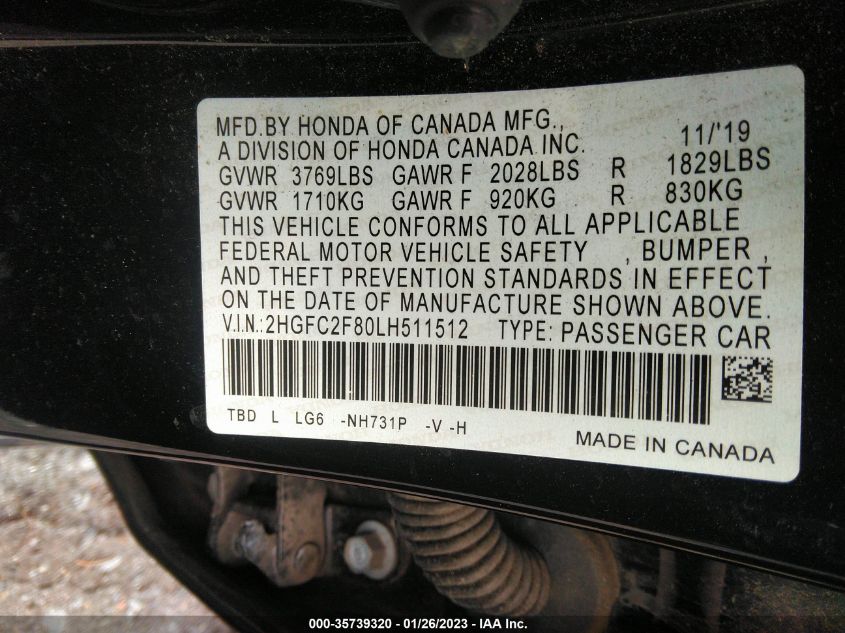 MFD.BY HONDA OF CANADA MFG., 11/'19
A DIVISION OF HONDA CANADA INC.
GVWR 3769LBS GAWR F 2028LBS R 1829LBS
GVWR 1710KG GAWR F 920KG R 830KG
THIS VEHICLE CONFORMS TO ALL APPLICABLE
FEDERAL MOTOR VEHICLE SAFETY , BUMPER ,
AND THEFT PREVENTION STANDARDS IN EFFECT
ON THE DATE OF MANUFACTURE SHOWN ABOVE.
V.I.N.:2HGFC2F80LH511512 TYPE: PASSENGER CAR
TBD L LG6 -NH731P -V -H
MADE IN CANADA
000-35739320 - 01/26/2023 - IAA Inc.